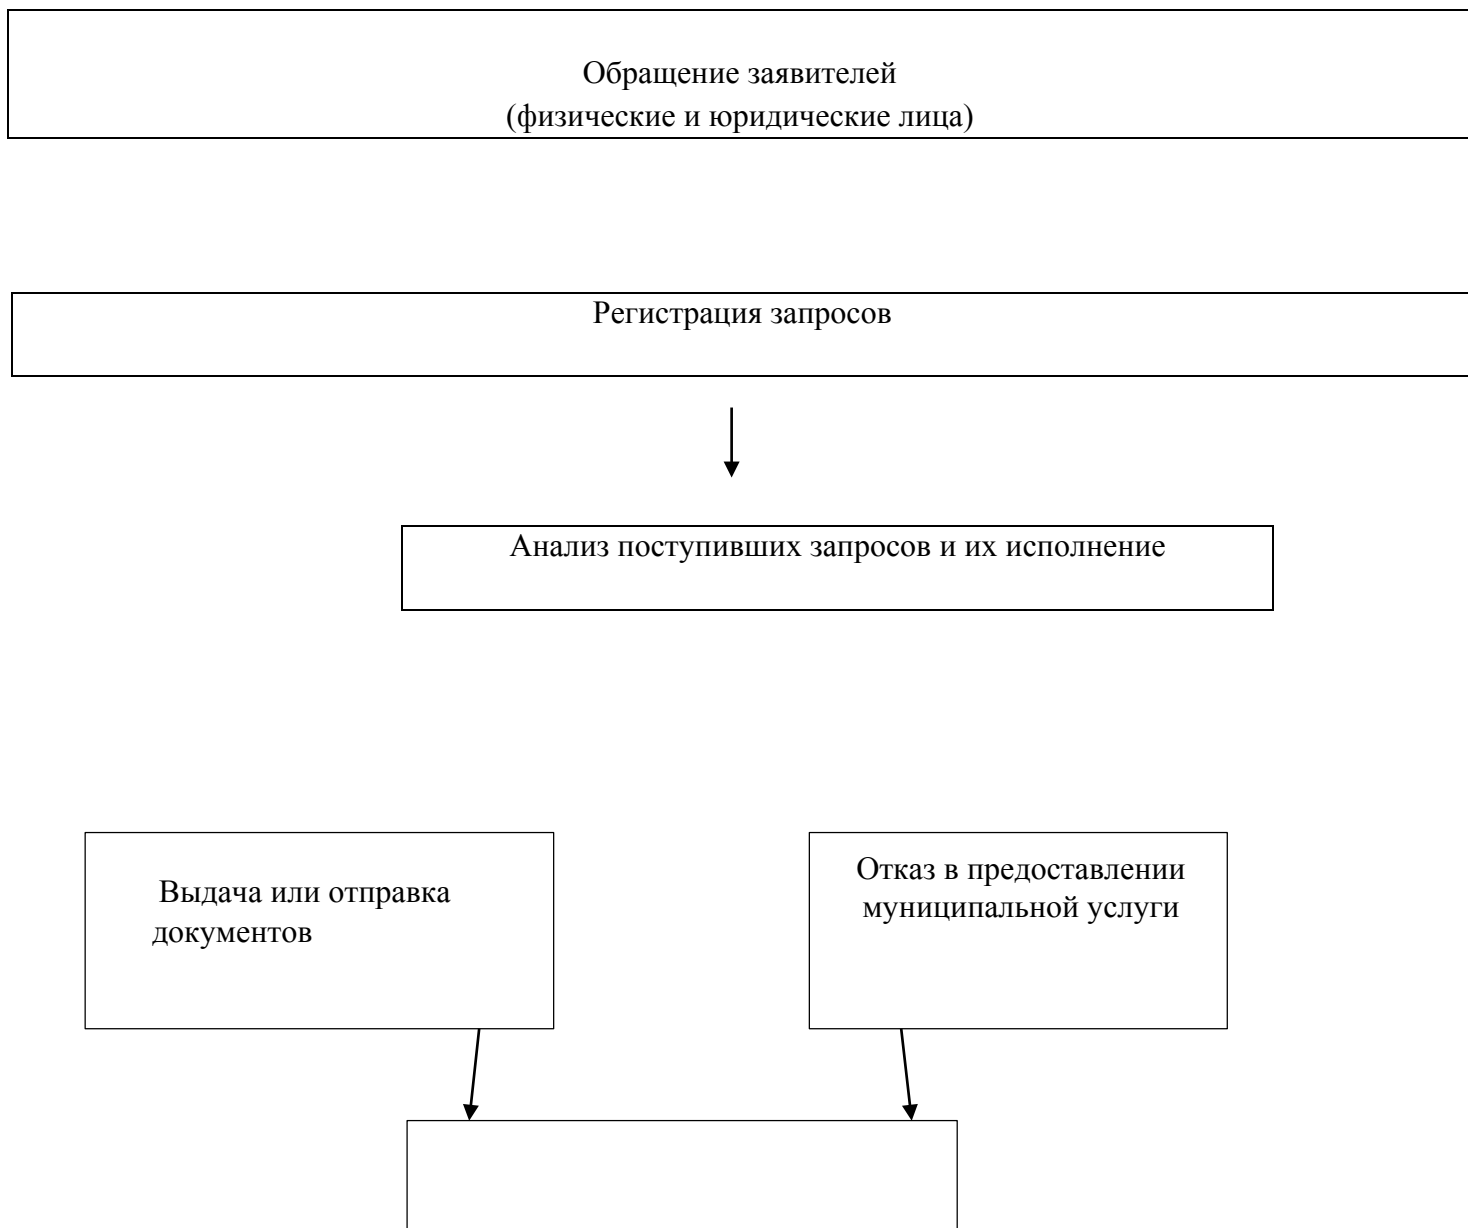 Обращение заявителей
(физические и юридические лица)
Регистрация запросов
Анализ поступивших запросов и их исполнение
Выдача или отправка
документов
Отказ в предоставлении
муниципальной услуги